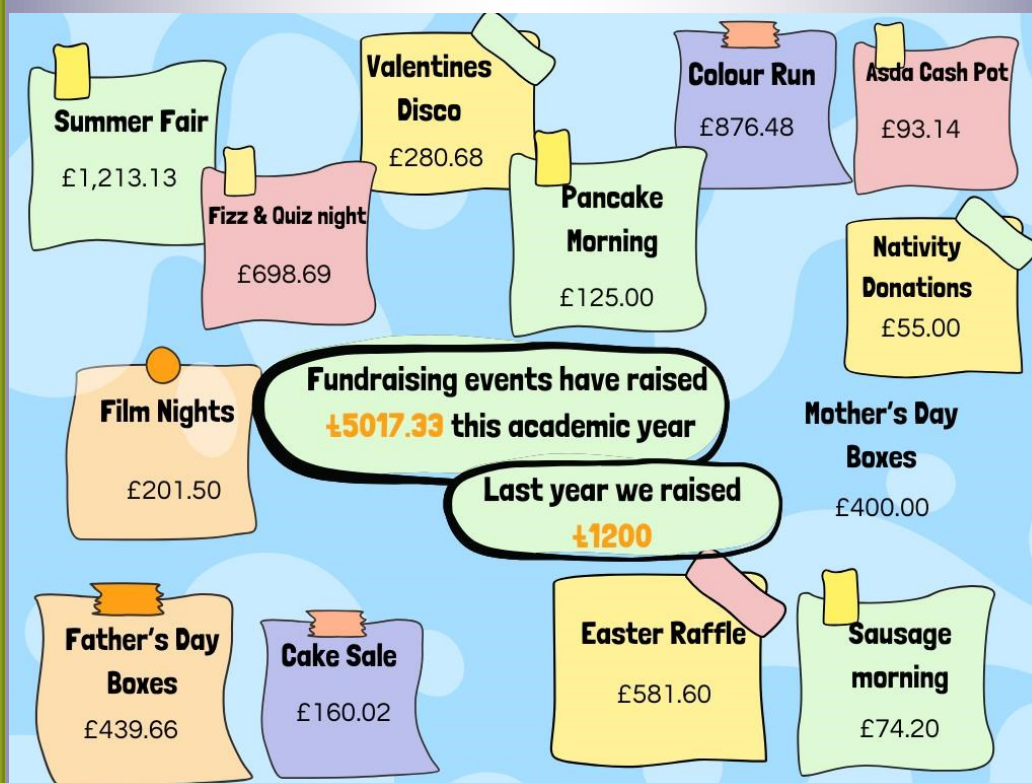 Summer Fair
£1,213.13
Fizz & Quiz night
£698.69
Valentines
Disco
£280.68
Pancake
Morning
£125.00
Colour Run
£876.48
Asda Cash Pot
£93.14
Nativity
Donations
£55.00
Film Nights
£201.50
Fundraising events have raised
£5017.33 this academic year
Last year we raised
£1200
Mother's Day
Boxes
£400.00
Father's Day
Boxes
£439.66
Cake Sale
£160.02
Easter Raffle
£581.60
Sausage
morning
£74.20